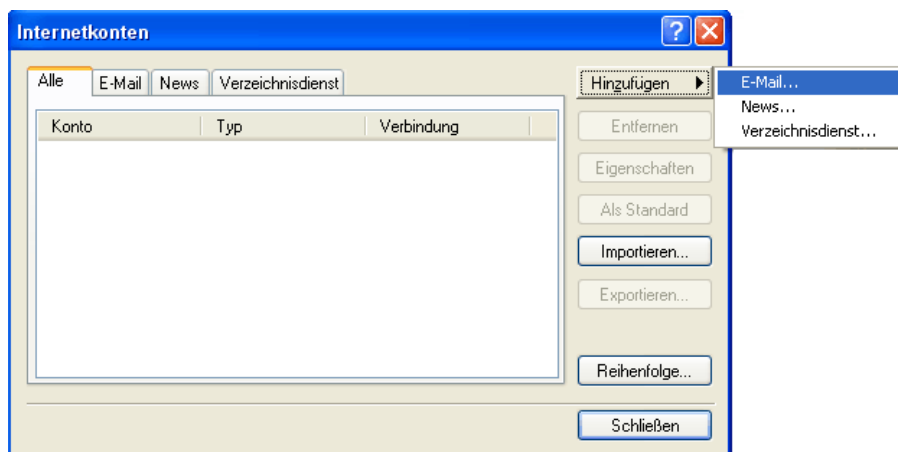 Internetkonten
Alle E-Mail News Verzeichnisdienst
Konto Typ Verbindung
Hinzufügen
E-Mail...
News...
Verzeichnisdienst...
Entfernen
Eigenschaften
Als Standard
Importieren...
Exportieren...
Reihenfolge...
Schließen